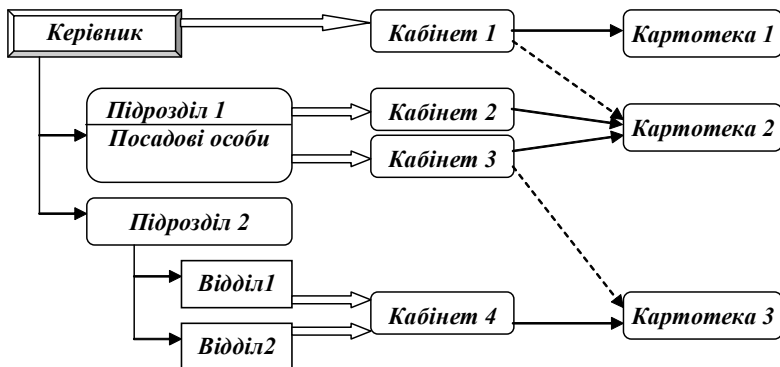 Керівник
Кабінет 1
Картотека 1
Підрозділ 1
Посадові особи
Кабінет 2
Картотека 2
Кабінет 3
Підрозділ 2
Відділ1
Кабінет 4
Картотека 3
Відділ2